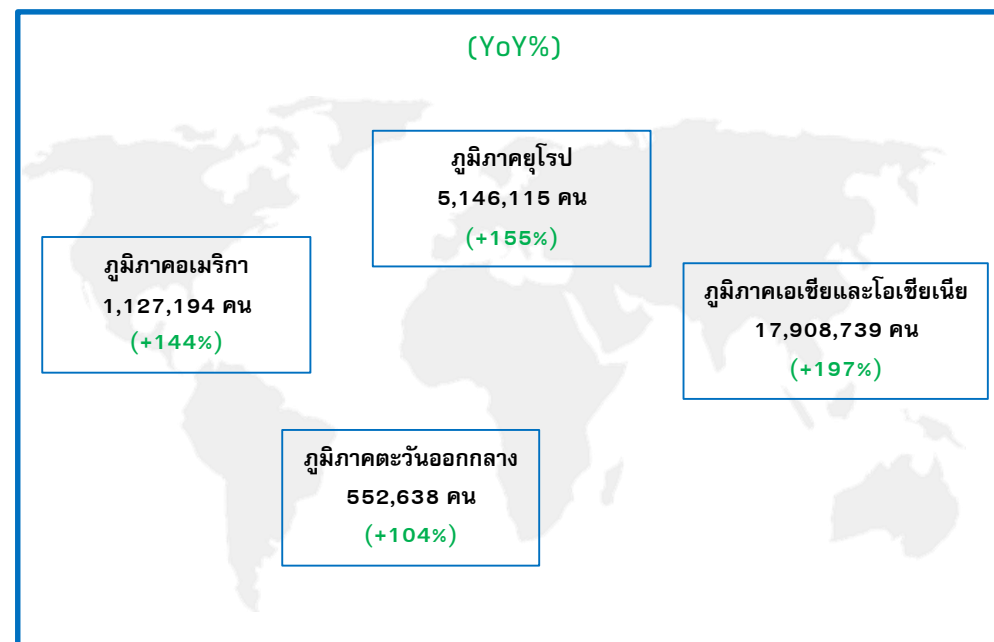 (YoY%)
ภูมิภาคยุโรป
5,146,115 คน
(+155%)
ภูมิภาคอเมริกา
1,127,194 คน
(+144%)
ภูมิภาคเอเชียและโอเชียเนีย
17,908,739 คน
(+197%)
ภูมิภาคตะวันออกกลาง
552,638 คน
(+104%)